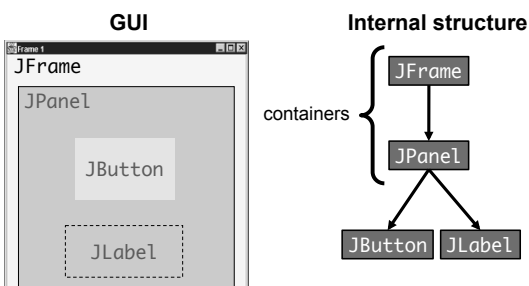 GUI
Frame 1
JFrame
JPanel
JButton
JLabel
Internal structure
containers
JFrame
JPanel
JButton JLabel